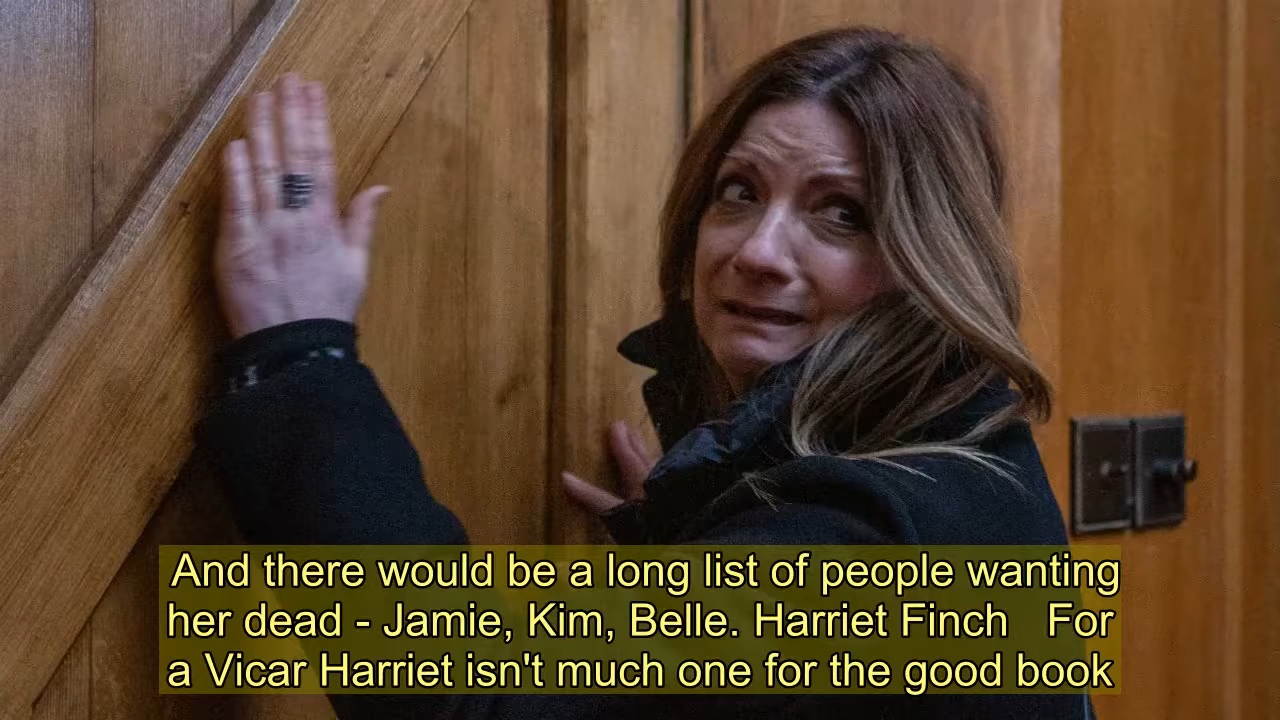 And there would be a long list of people wanting
her dead - Jamie, Kim, Belle. Harriet Finch   For
a Vicar Harriet isn't much one for the good book